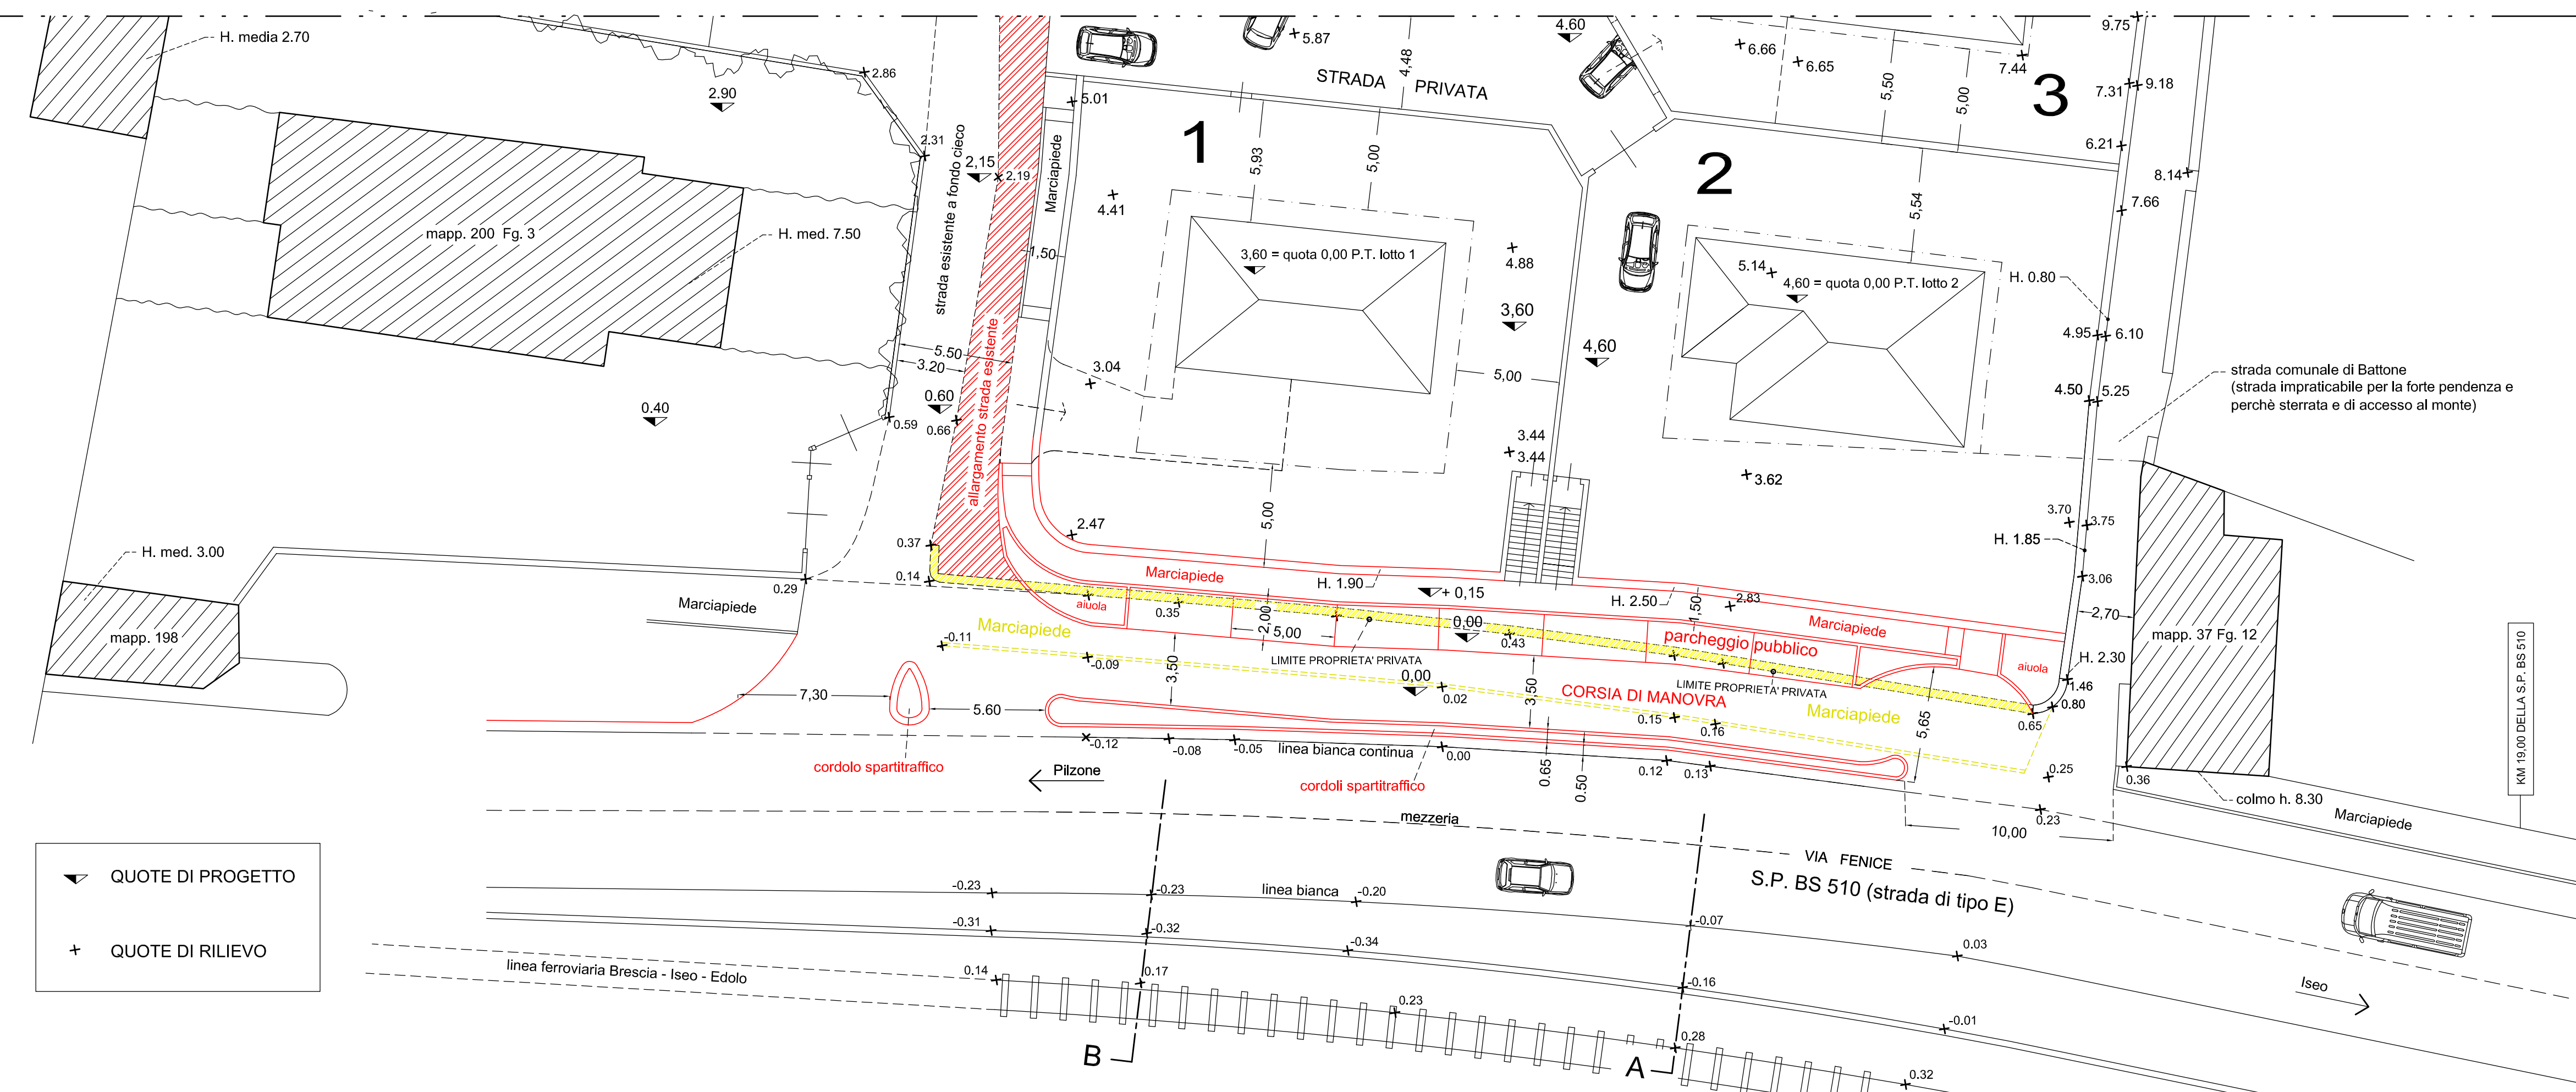 H. media 2.70
2.86
2.90
2.31
strada esistente a fondo cieco
2,15
2.19
5.01
Marciapiede
1
4.41
5,93
5,00
5.87
4,48
STRADA PRIVATA
4.60
6.66
6.65
5,50
5,00
7.44
3
9.75
7.31
9.18
6.21
8.14
7.66
2
5,54
mapp. 200 Fg. 3
H. med. 7.50
1,50
3,60 = quota 0,00 P.T. lotto 1
4.88
3,60
5.14
4,60 = quota 0,00 P.T. lotto 2
H. 0.80
4.95
6.10
4,60
5.50
3.20
3.04
5,00
allargamento strada esistente
0.40
0.60
0.59
0.66
4.50
5.25
strada comunale di Battone
(strada impraticabile per la forte pendenza e
perchè sterrata e di accesso al monte)
3.44
3.44
3.62
5,00
2.47
3.70
3.75
H. 1.85
3.06
H. med. 3.00
0.37
0.14
0.29
Marciapiede
mapp. 198
Marciapiede
H. 1.90
+ 0,15
H. 2.50
1,50
2.83
Marciapiede
2,70
mapp. 37 Fg. 12
aiuola
0.35
2,00
5,00
0,00
0.43
parcheggio pubblico
aiuola
H. 2.30
1.46
Marciapiede
-0.11
-0.09
3,50
LIMITE PROPRIETA' PRIVATA
0,00
0.02
3,50
LIMITE PROPRIETA' PRIVATA
CORSIA DI MANOVRA
Marciapiede
0.80
0.65
7,30
5.60
0.15
0.16
5,65
-0.12
-0.08
-0.05
linea bianca continua
0.00
0.65
0.50
0.12
0.13
0.25
0.36
0.23
cordolo spartitraffico
Pilzone
cordoli spartitraffico
colmo h. 8.30
Marciapiede
KM 19,00 DELLA S.P. BS 510
10,00
mezzeria
VIA FENICE
S.P. BS 510 (strada di tipo E)
QUOTE DI PROGETTO
QUOTE DI RILIEVO
-0.23
-0.23
linea bianca
-0.20
-0.07
0.03
-0.31
-0.32
-0.34
-0.16
-0.01
linea ferroviaria Brescia - Iseo - Edolo
0.14
0.17
0.23
0.28
0.32
Iseo
B
A